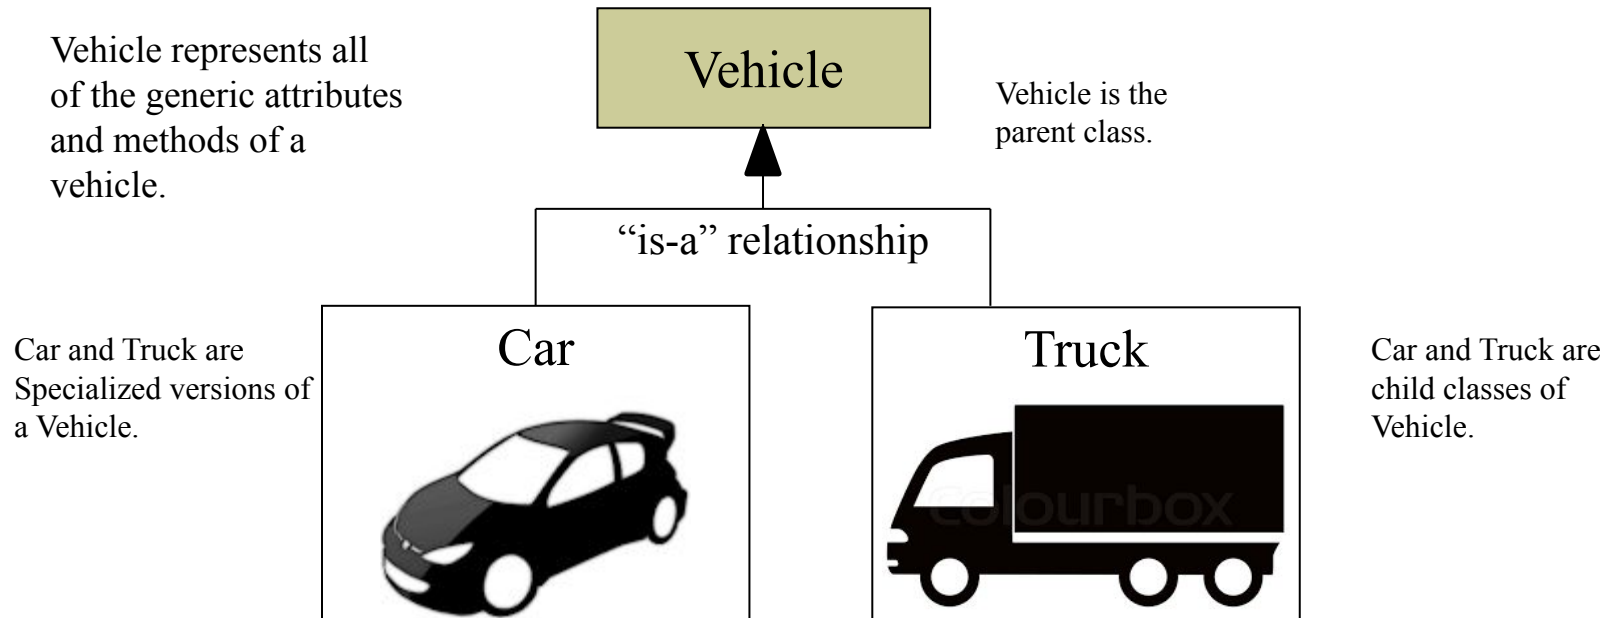 Vehicle represents all
of the generic attributes
and methods of a
vehicle.
Vehicle
Vehicle is the
parent class.
“is-a” relationship
Car and Truck are
Specialized versions of
a Vehicle.
Car
Truck
colourbox
Car and Truck are
child classes of
Vehicle.